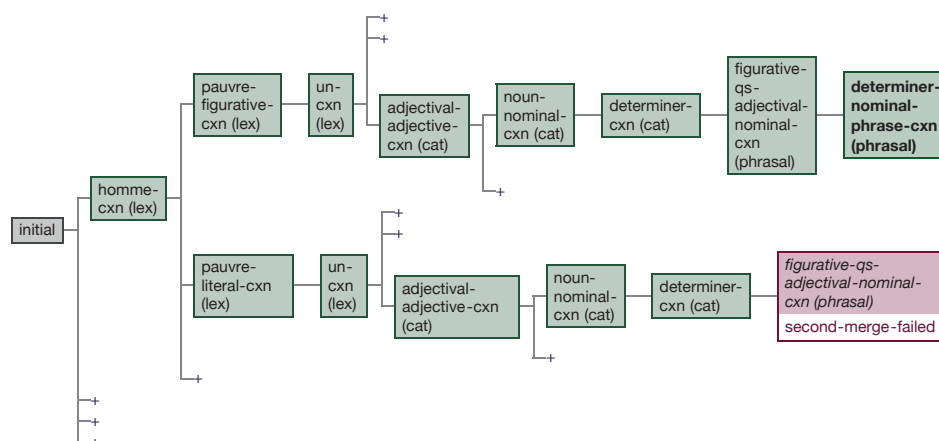 +
+
pauvre-
figurative-
cxn (lex)
un-
cxn
(lex)
adjectival-
adjective-
cxn (cat)
noun-
nominal-
cxn (cat)
determiner-
cxn (cat)
figurative-
qs-
adjectival-
nominal-
cxn
(phrasal)
determiner-
nominal-
phrase-cxn
(phrasal)
+
initial
homme-
cxn (lex)
+
+
pauvre-
literal-cxn
(lex)
un-
cxn
(lex)
adjectival-
adjective-cxn
(cat)
noun-
nominal-
cxn (cat)
determiner-
cxn (cat)
figurative-qs-
adjectival-nominal-
cxn (phrasal)
second-merge-failed
+
+
+
+
+